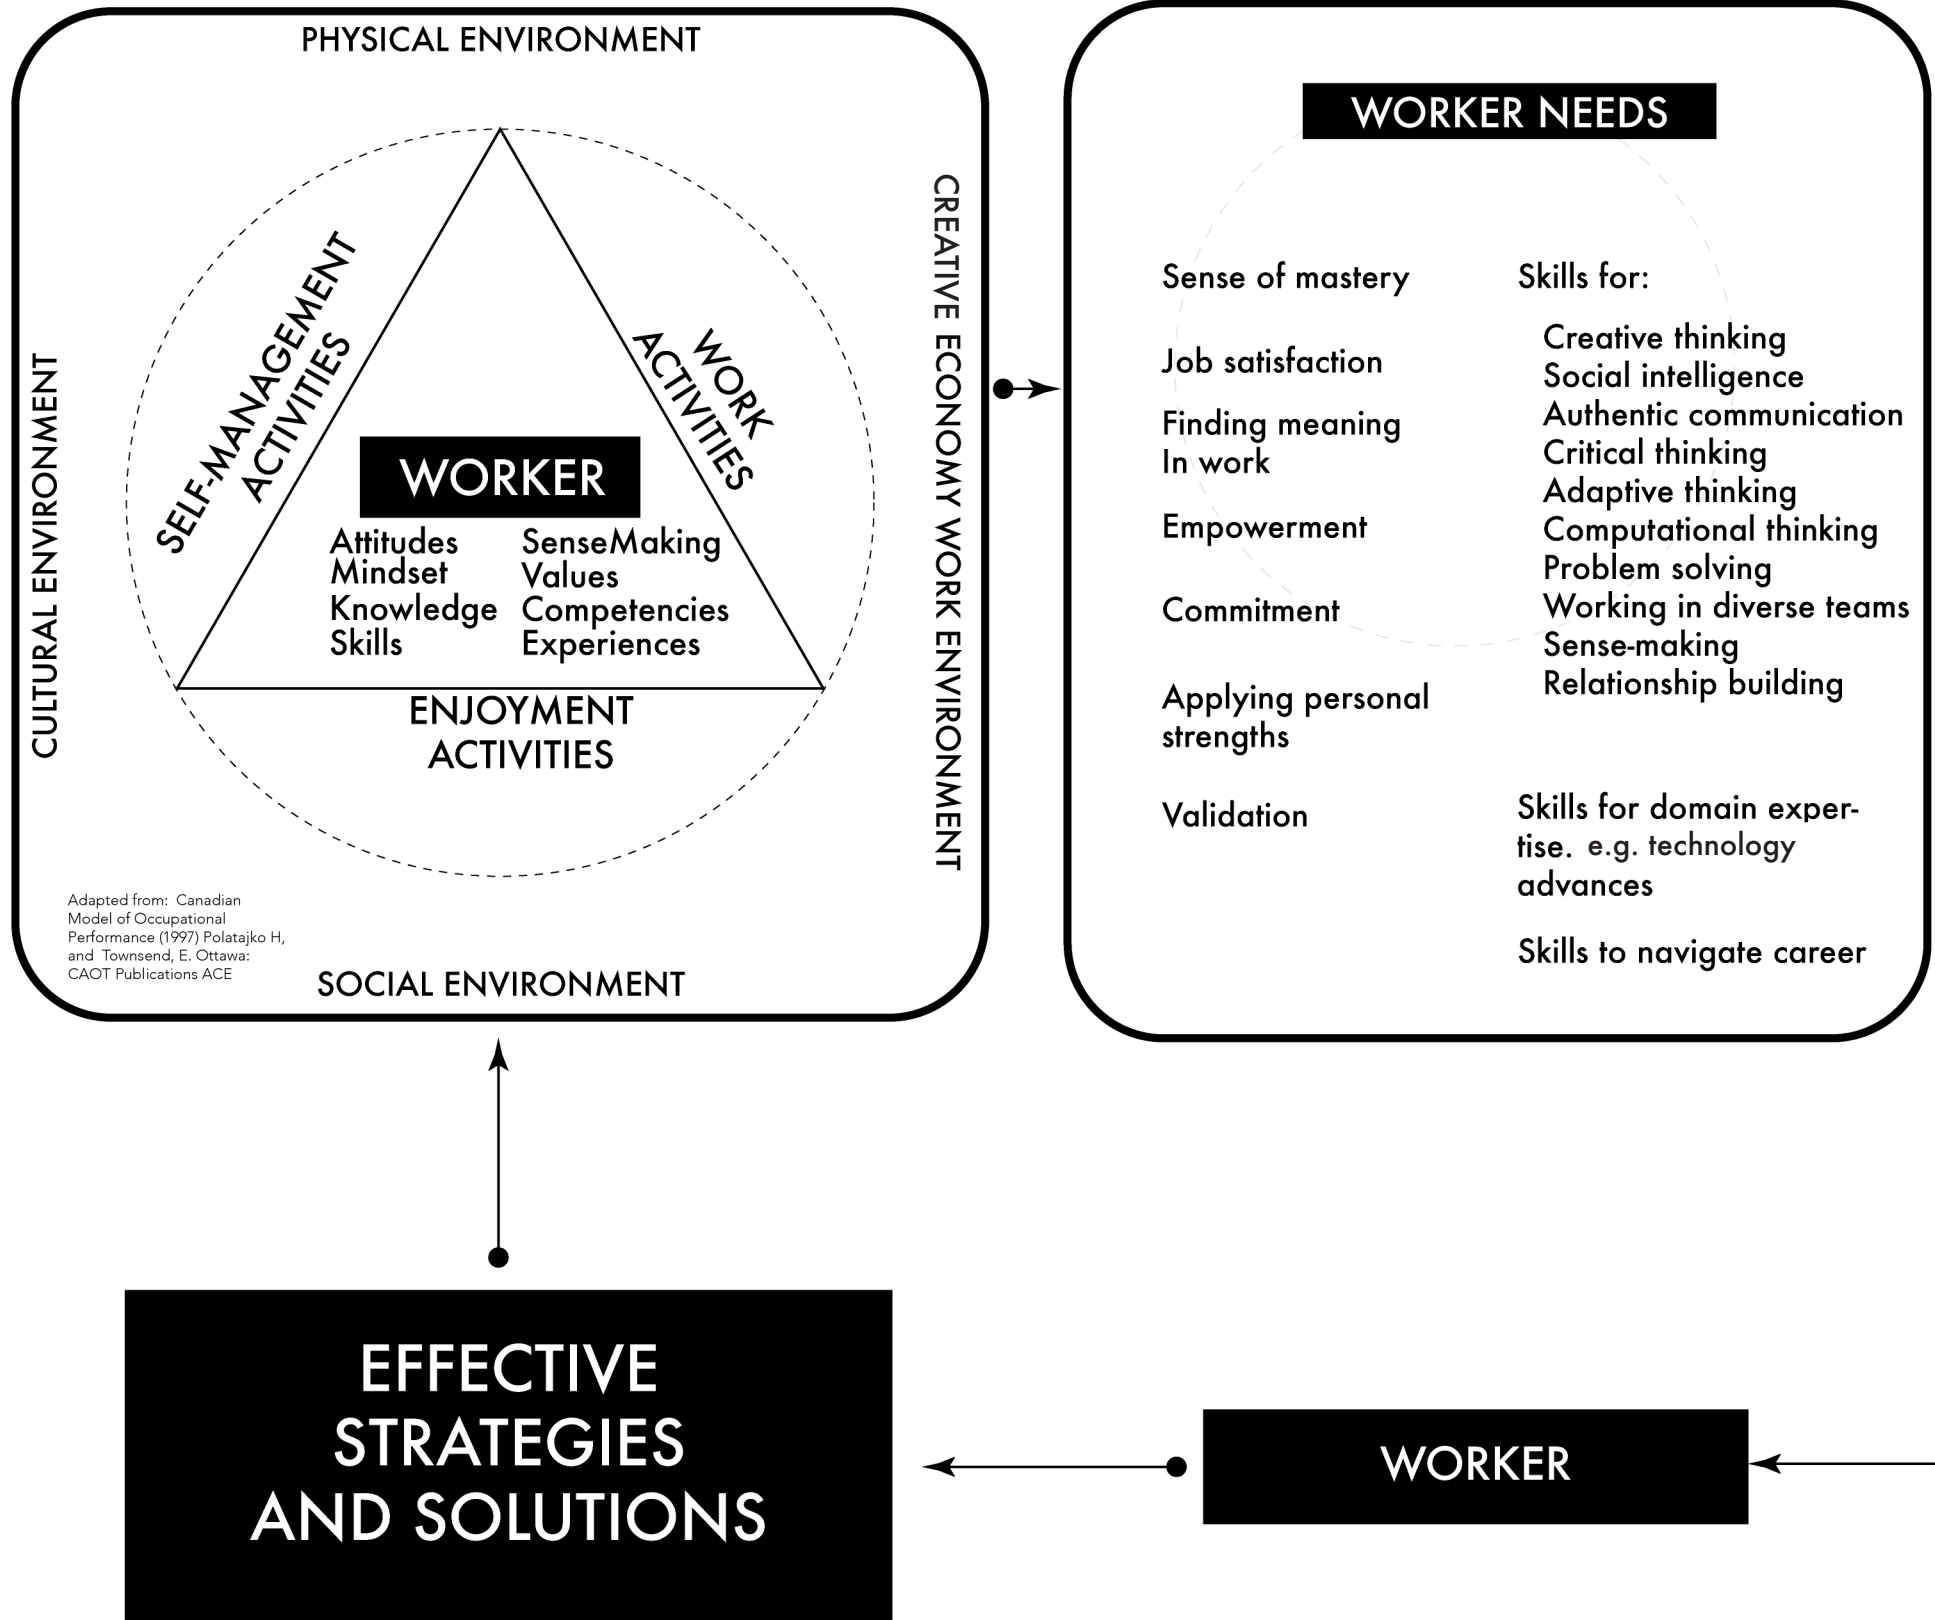 PHYSICAL ENVIRONMENT
CULTURAL ENVIRONMENT
SELF-MANAGEMENT
ACTIVITIES
WORK
ACTIVITIES
CREATIVE ECONOMY WORK ENVIRONMENT
WORKER
Attitudes
Mindset
Knowledge
Skills
SenseMaking
Values
Competencies
Experiences
ENJOYMENT
ACTIVITIES
Adapted from: Canadian
Model of Occupational
Performance (1997) Polatajko H,
and Townsend, E. Ottawa:
CAOT Publications ACE
SOCIAL ENVIRONMENT
WORKER NEEDS
Sense of mastery
Job satisfaction
Finding meaning
In work
Empowerment
Commitment
Applying personal
strengths
Validation
Skills for:
Creative thinking
Social intelligence
Authentic communication
Critical thinking
Adaptive thinking
Computational thinking
Problem solving
Working in diverse teams
Sense-making
Relationship building
Skills for domain exper-
tise. e.g. technology
advances
Skills to navigate career
EFFECTIVE
STRATEGIES
AND SOLUTIONS
WORKER